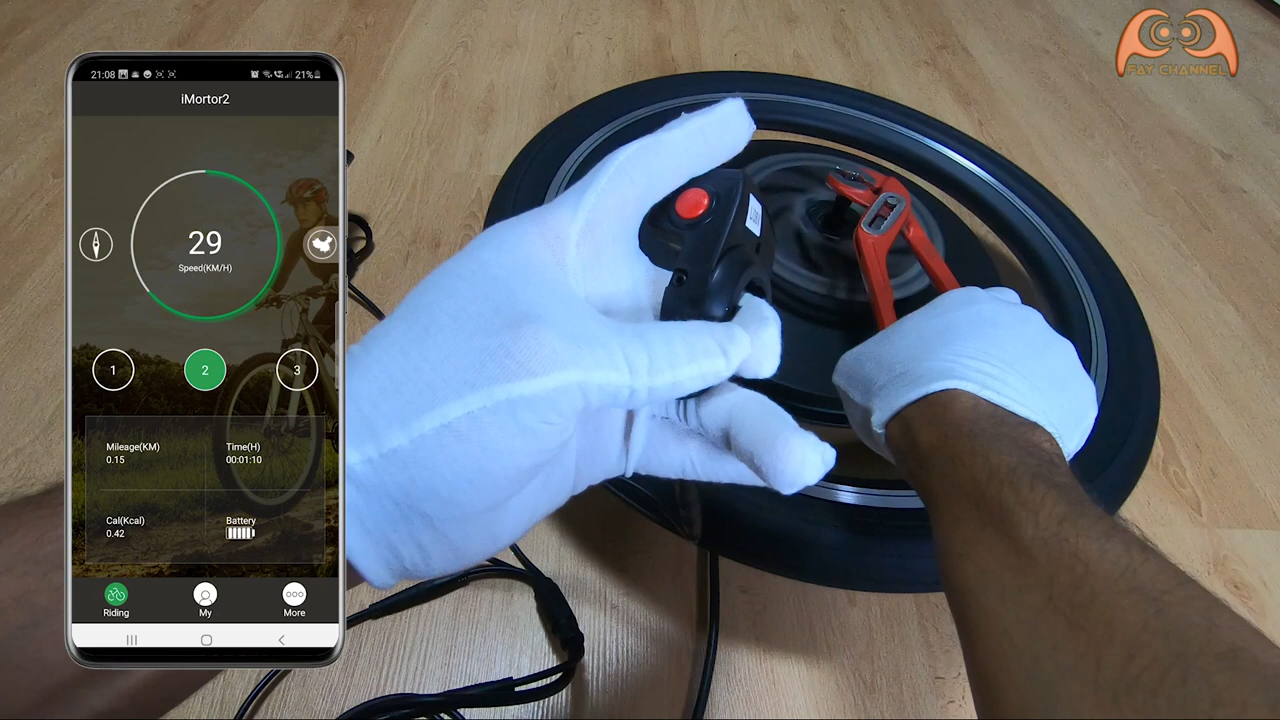 FAY CHANNEL
21:08
21%
iMortor2
29
Speed(KM/H)
1
2
3
Mileage(KM)
0.15
Time(H)
00:01:10
Cal(Kcal)
0.42
Battery
Riding
My
More